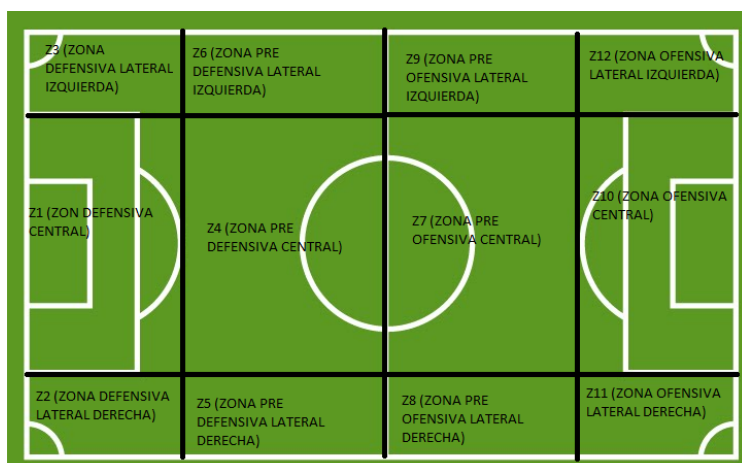 Z3 (ZONA
DEFENSIVA LATERAL
IZQUIERDA)
Z6 (ZONA PRE
DEFENSIVA LATERAL
IZQUIERDA)
Z9 (ZONA PRE
OFENSIVA LATERAL
IZQUIERDA)
Z12 (ZONA OFENSIVA
LATERAL IZQUIERDA)
Z1 (ZON DEFENSIVA
CENTRAL)
Z4 (ZONA PRE
DEFENSIVA CENTRAL)
Z7 (ZONA PRE
OFENSIVA CENTRAL)
Z10 (ZONA OFENSIVA
CENTRAL)
Z2 (ZONA DEFENSIVA
LATERAL DERECHA)
Z5 (ZONA PRE
DEFENSIVA LATERAL
DERECHA)
Z8 (ZONA PRE
OFENSIVA LATERAL
DERECHA)
Z11 (ZONA OFENSIVA
LATERAL DERECHA)